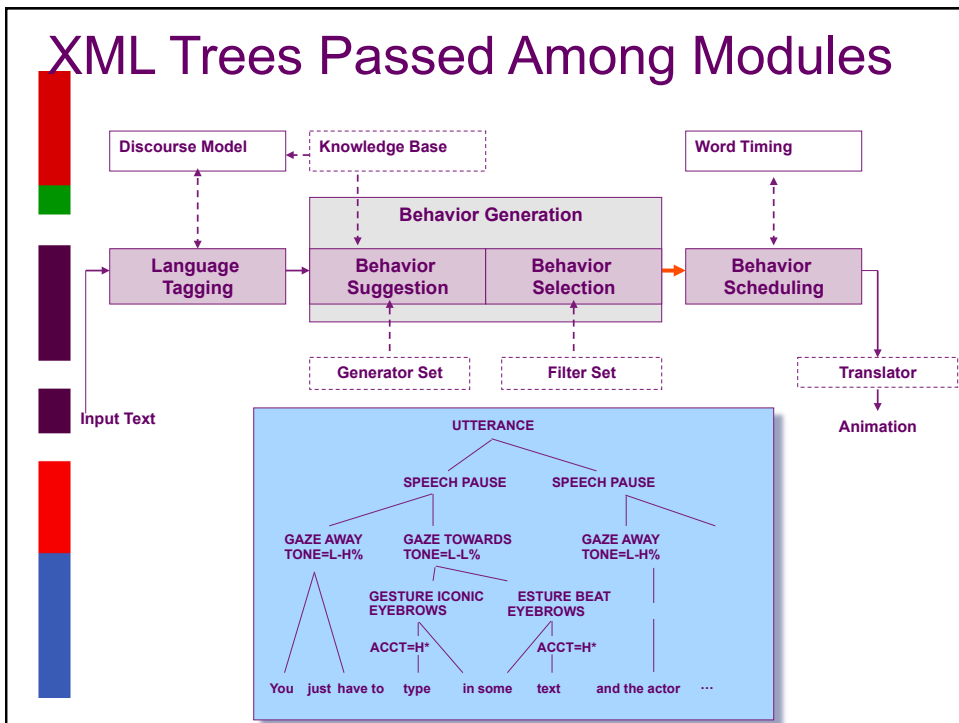 XML Trees Passed Among Modules
Discourse Model
Knowledge Base
Word Timing
Behavior Generation
Language
Tagging
Behavior
Suggestion
Behavior
Selection
Behavior
Scheduling
Generator Set
Filter Set
Translator
Input Text
Animation
UTTERANCE
SPEECH PAUSE
SPEECH PAUSE
GAZE AWAY
TONE=L-H%
GAZE TOWARDS
TONE=L-L%
GAZE AWAY
TONE=L-H%
GESTURE ICONIC
EYEBROWS
ESTURE BEAT
EYEBROWS
ACCT=H*
ACCT=H*
You just have to type in some text and the actor …